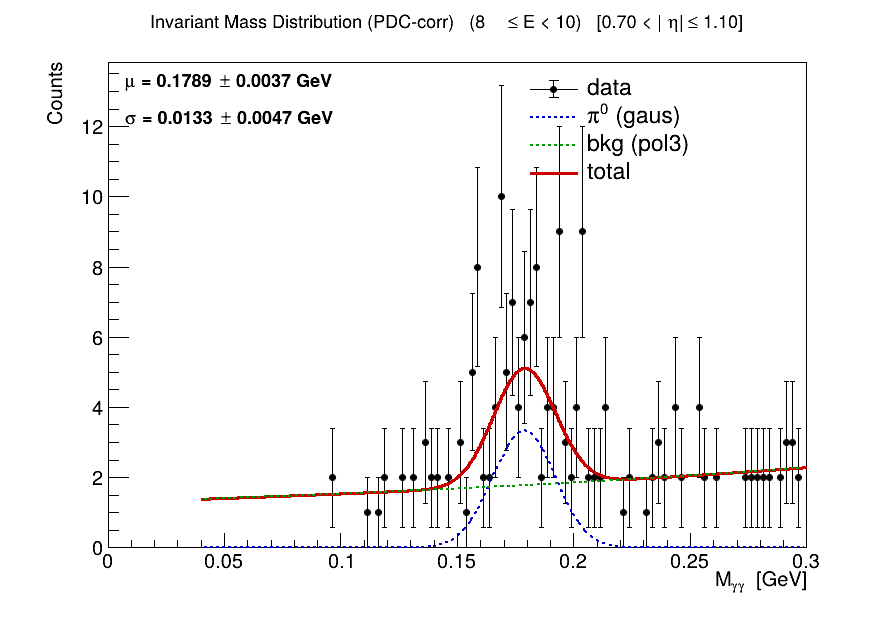 Invariant Mass Distribution (PDC-corr) (8 ≤ E < 10) [0.70 < | η| ≤ 1.10]
Counts
μ = 0.1789 ± 0.0037 GeV
σ = 0.0133 ± 0.0047 GeV
data
π⁰ (gaus)
bkg (pol3)
total
12
10
8
6
4
2
0
0 0.05 0.1 0.15 0.2 0.25 0.3
Mγγ [GeV]